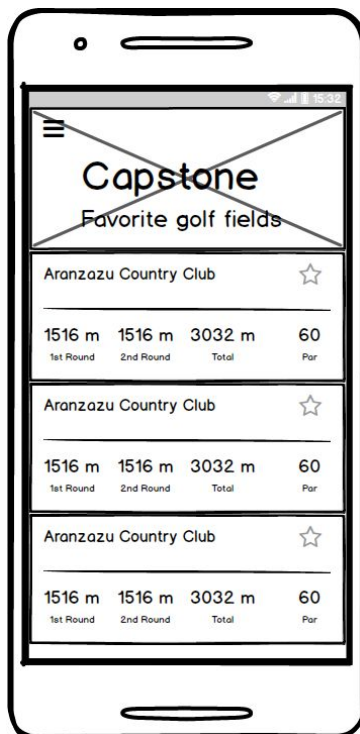 15:32
Capstone
Favorite golf fields
Aranzazu Country Club
1516 m 1516 m 3032 m 60
1st Round 2nd Round Total Par
Aranzazu Country Club
1516 m 1516 m 3032 m 60
1st Round 2nd Round Total Par
Aranzazu Country Club
1516 m 1516 m 3032 m 60
1st Round 2nd Round Total Par